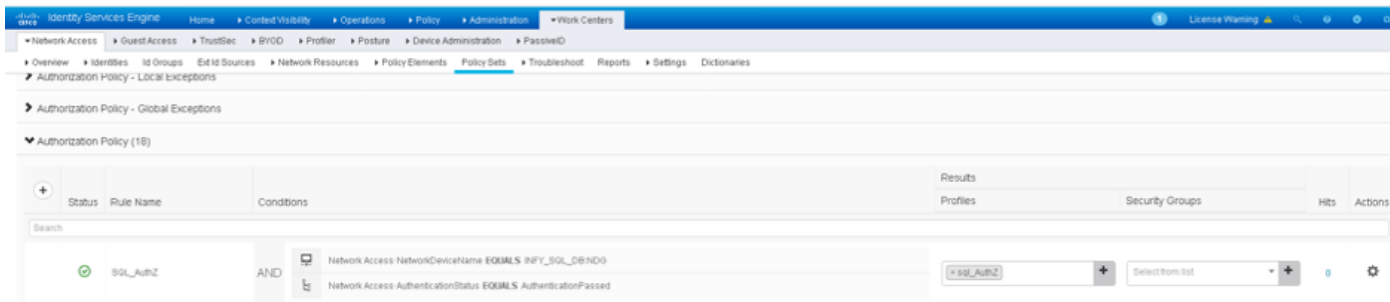 cisco Identity Services Engine Home Context Visibility Operations Policy Administration Work Centers 1 License Warning
Network Access Guest Access TrustSec BYOD Profiler Posture Device Administration PassiveID
Overview Identities Id Groups Ext Id Sources Network Resources Policy Elements Policy Sets Troubleshoot Reports Settings Dictionaries
Authorization Policy - Local Exceptions
Authorization Policy - Global Exceptions
Authorization Policy (18)
Results
+ Status Rule Name Conditions Profiles Security Groups Hits Actions
Search
Network Access·NetworkDeviceName EQUALS INFY_SQL_DB:NDG
SQL_AuthZ AND × sql_AuthZ + Select from list + 0
Network Access·AuthenticationStatus EQUALS AuthenticationPassed